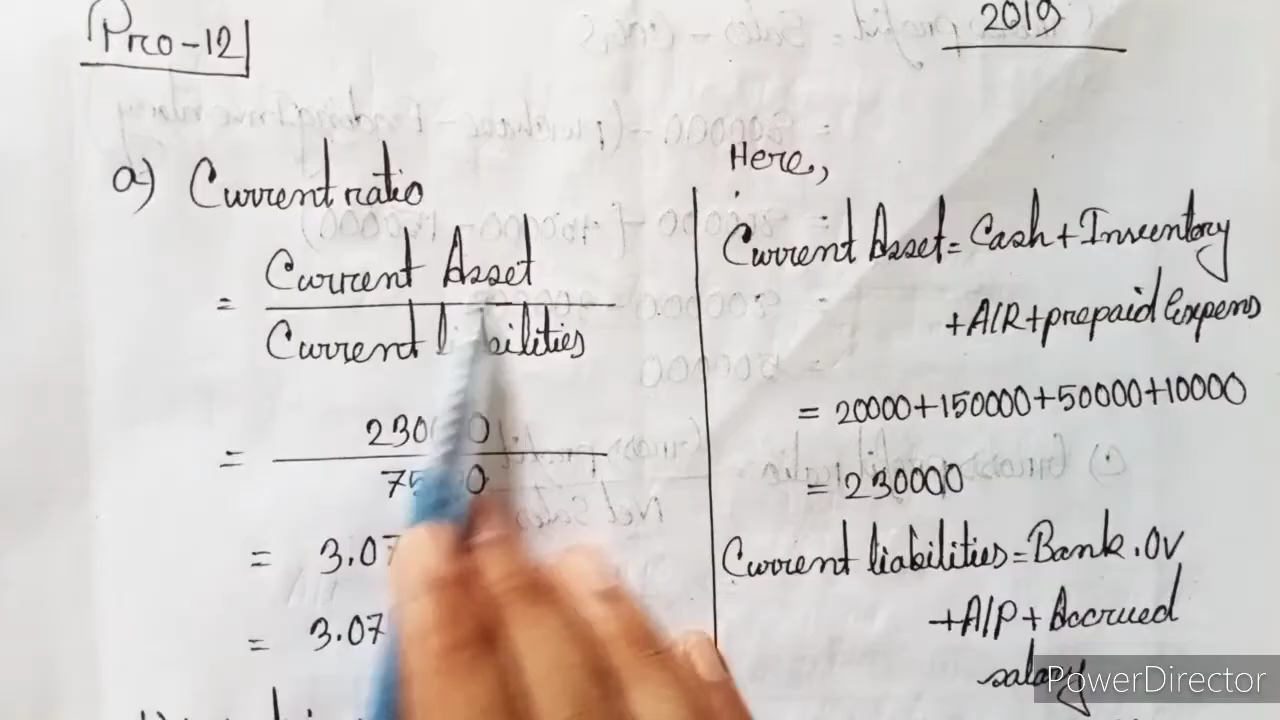 Pro-12
2019
a) Current ratio
= Current Asset
Current liabilities
=
= 3.07
= 3.07
Here,
Current Asset = Cash + Inventory
+ A/R + prepaid Expens
= 20000+150000+50000+10000
= 230000
Current liabilities = Bank.OV
+ A/P + Accrued
salary
PowerDirector